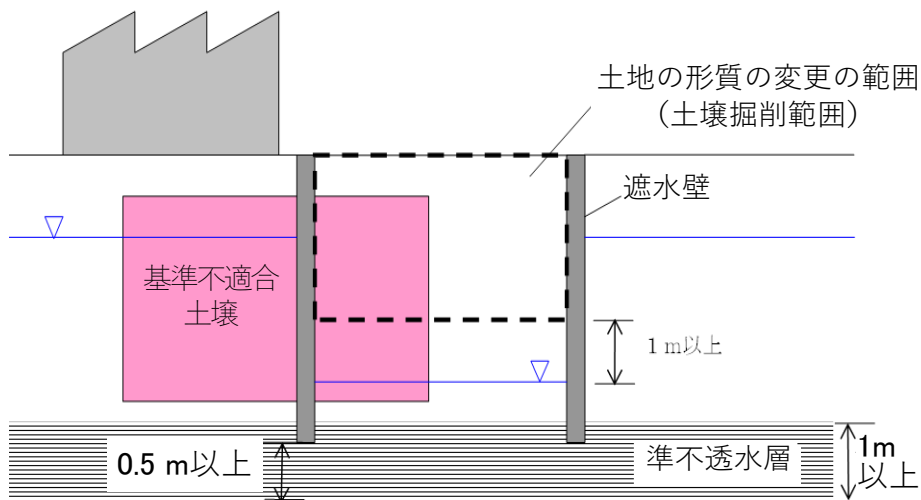 土地の形質の変更の範囲
（土壌掘削範囲）
遮水壁
基準不適合
土壌
1 m以上
0.5 m以上
準不透水層
1m
以上